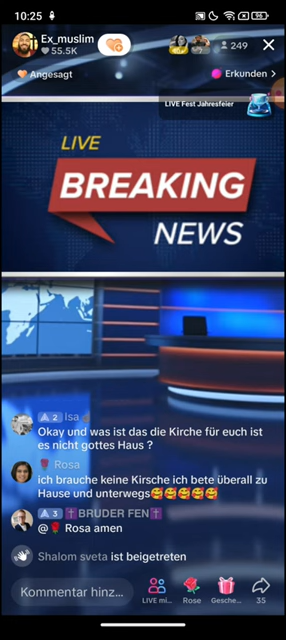 10:25
96
Ex_muslim
55.5K
249
Angesagt
Erkunden >
LIVE Fest Jahresfeier
LIVE
BREAKING
NEWS
2 Isa
Okay und was ist das die Kirche für euch ist
es nicht gottes Haus ?
Rosa
ich brauche keine Kirsche ich bete überall zu
Hause und unterwegs🥰🥰🥰🥰🥰
3 ✝️BRUDER FEN✝️
@🌹 Rosa amen
Shalom sveta ist beigetreten
Kommentar hinz...
LIVE mi...
Rose
Gesche...
35